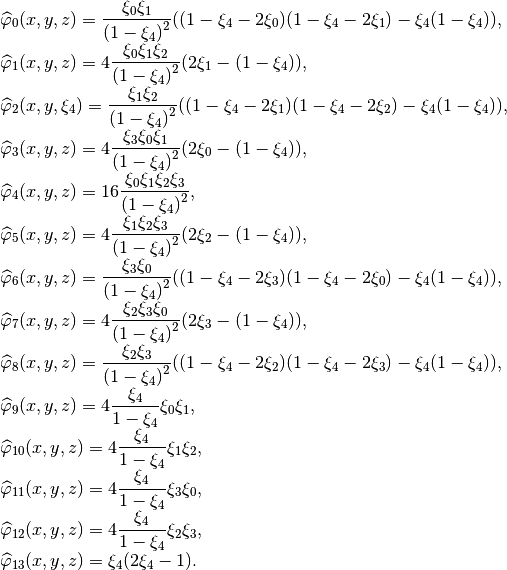 φ̂₀(x, y, z) = ξ₀ξ₁/(1 − ξ₄)² ((1 − ξ₄ − 2ξ₀)(1 − ξ₄ − 2ξ₁) − ξ₄(1 − ξ₄)),
φ̂₁(x, y, z) = 4 ξ₀ξ₁ξ₂/(1 − ξ₄)² (2ξ₁ − (1 − ξ₄)),
φ̂₂(x, y, ξ₄) = ξ₁ξ₂/(1 − ξ₄)² ((1 − ξ₄ − 2ξ₁)(1 − ξ₄ − 2ξ₂) − ξ₄(1 − ξ₄)),
φ̂₃(x, y, z) = 4 ξ₃ξ₀ξ₁/(1 − ξ₄)² (2ξ₀ − (1 − ξ₄)),
φ̂₄(x, y, z) = 16 ξ₀ξ₁ξ₂ξ₃/(1 − ξ₄)²,
φ̂₅(x, y, z) = 4 ξ₁ξ₂ξ₃/(1 − ξ₄)² (2ξ₂ − (1 − ξ₄)),
φ̂₆(x, y, z) = ξ₃ξ₀/(1 − ξ₄)² ((1 − ξ₄ − 2ξ₃)(1 − ξ₄ − 2ξ₀) − ξ₄(1 − ξ₄)),
φ̂₇(x, y, z) = 4 ξ₂ξ₃ξ₀/(1 − ξ₄)² (2ξ₃ − (1 − ξ₄)),
φ̂₈(x, y, z) = ξ₂ξ₃/(1 − ξ₄)² ((1 − ξ₄ − 2ξ₂)(1 − ξ₄ − 2ξ₃) − ξ₄(1 − ξ₄)),
φ̂₉(x, y, z) = 4 ξ₄/(1 − ξ₄) ξ₀ξ₁,
φ̂₁₀(x, y, z) = 4 ξ₄/(1 − ξ₄) ξ₁ξ₂,
φ̂₁₁(x, y, z) = 4 ξ₄/(1 − ξ₄) ξ₃ξ₀,
φ̂₁₂(x, y, z) = 4 ξ₄/(1 − ξ₄) ξ₂ξ₃,
φ̂₁₃(x, y, z) = ξ₄(2ξ₄ − 1).